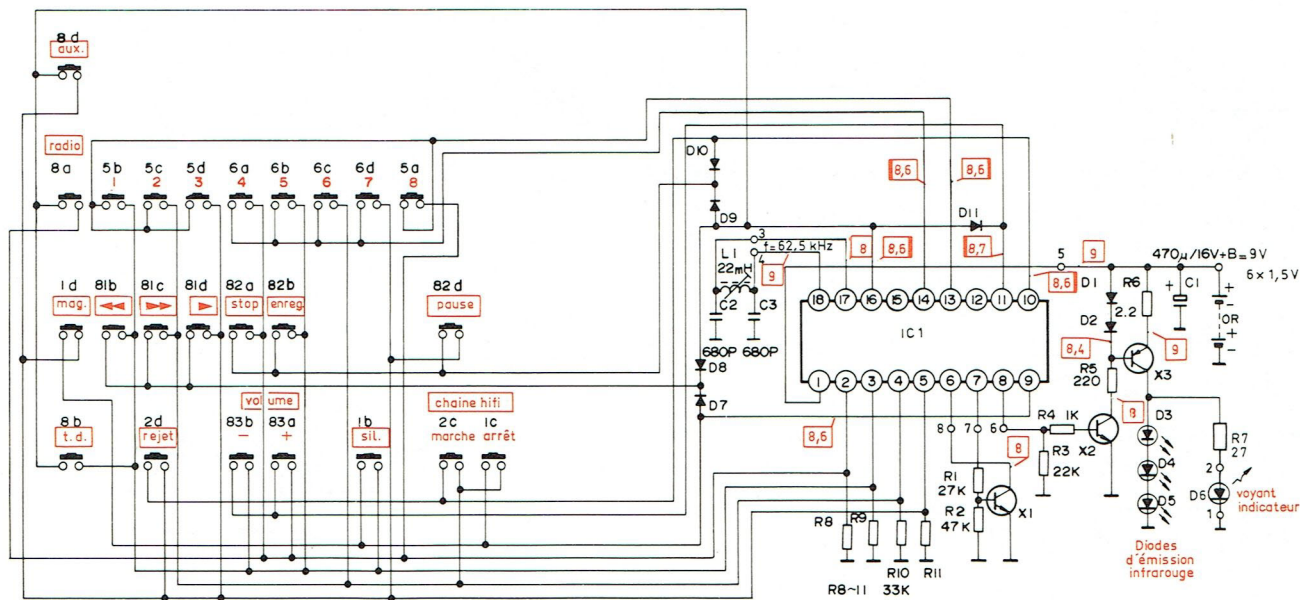 8d
aux.
radio
8a 5b 5c 5d 6a 6b 6c 6d 5a
1 2 3 4 5 6 7 8
1d 81b 81c 81d 82a 82b 82d
mag. ◄◄ ►► ► stop enreg. pause
volume
chaine hifi
8b 2d 83b 83a 1b 2c 1c
t.d. rejet - + sil. marche arrêt
D10
D9
D11
D8
D7
3
4
f=62,5 kHz
L1
22mH
C2
C3
680P 680P
9
8
8,6
8,6
8,6
8,7
8,6
18 17 16 15 14 13 12 11 10
IC1
1 2 3 4 5 6 7 8 9
8,6
8 7 6
8
5
9
470µ/16V
+B=9V
6 x 1,5V
D1
R6
2.2
+
C1
+
-
OR
+
-
D2
8,4
9
X3
R5
220
8
R4 1K
X2
R3
22K
R1
27K
R2
47K
X1
D3
D4
D5
R7
27
2
D6
1
voyant
indicateur
Diodes
d'émission
infrarouge
R8
R9
R10
R11
R8~11 33K